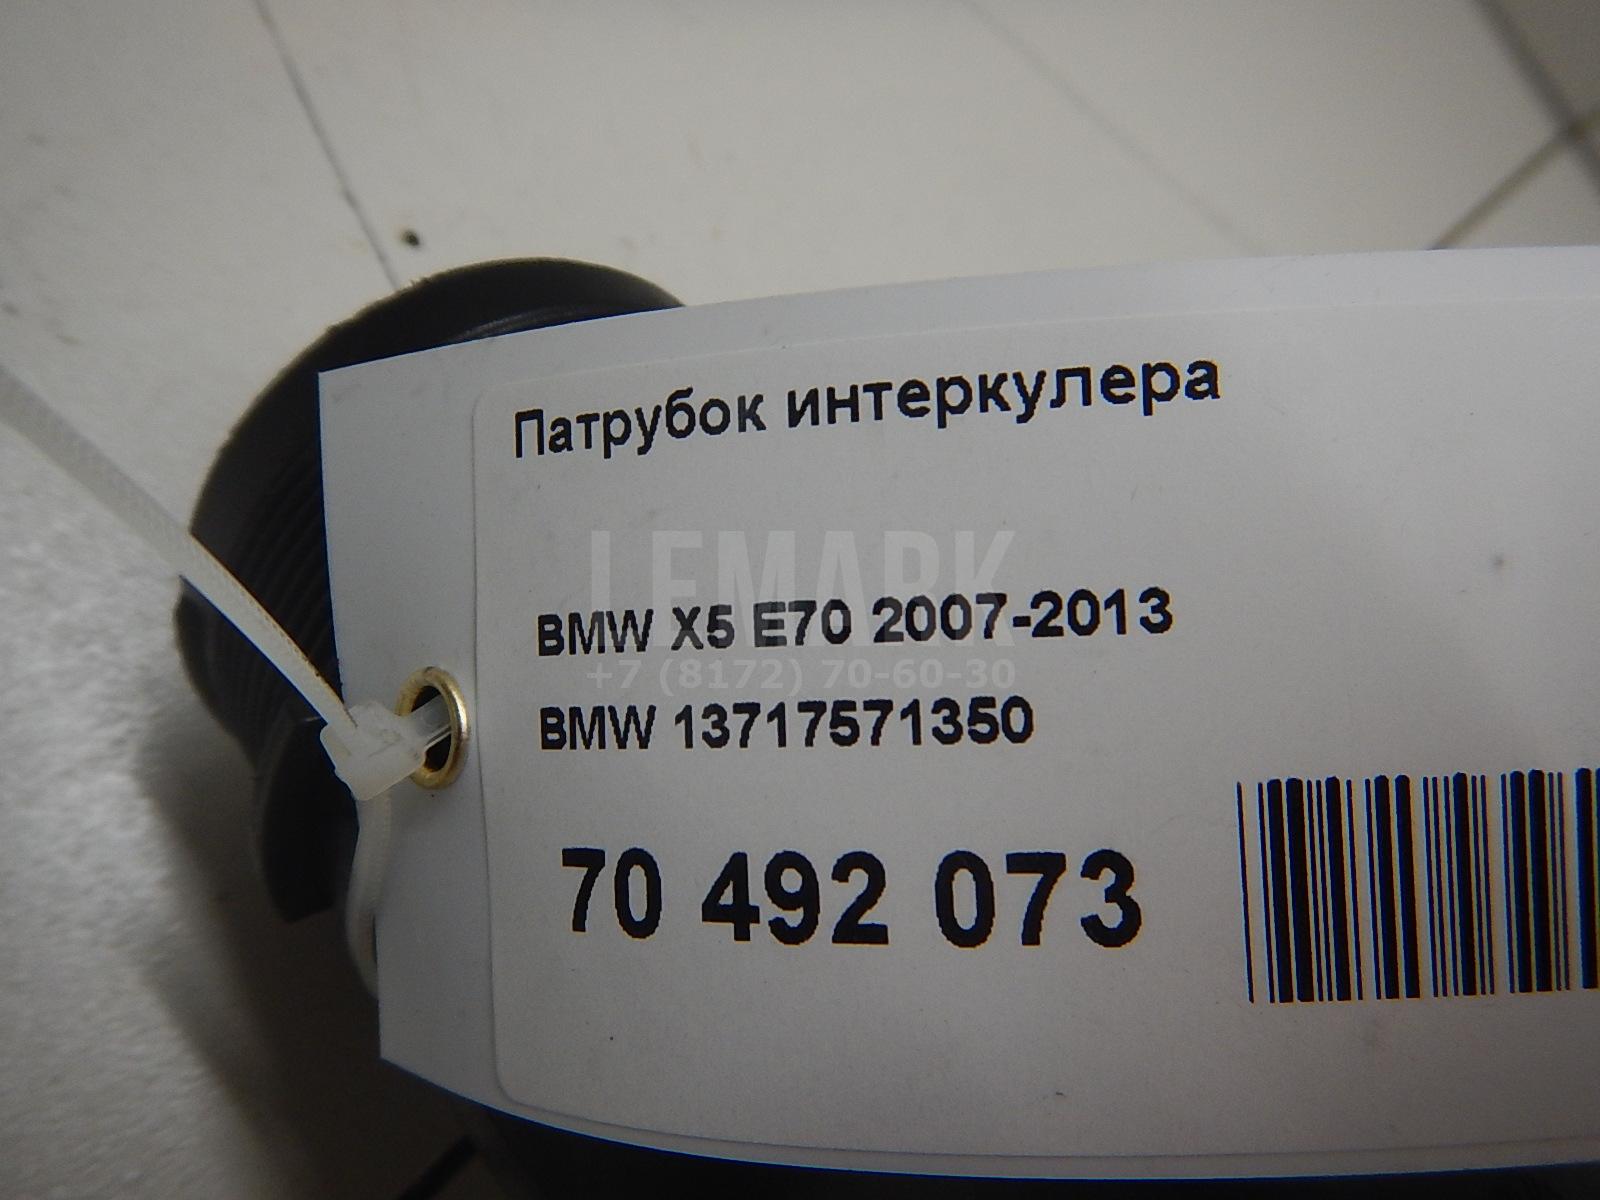 Патрубок интеркулера
LEMARK
BMW X5 E70 2007-2013
+7 (8172) 70-60-30
BMW 13717571350
70 492 073